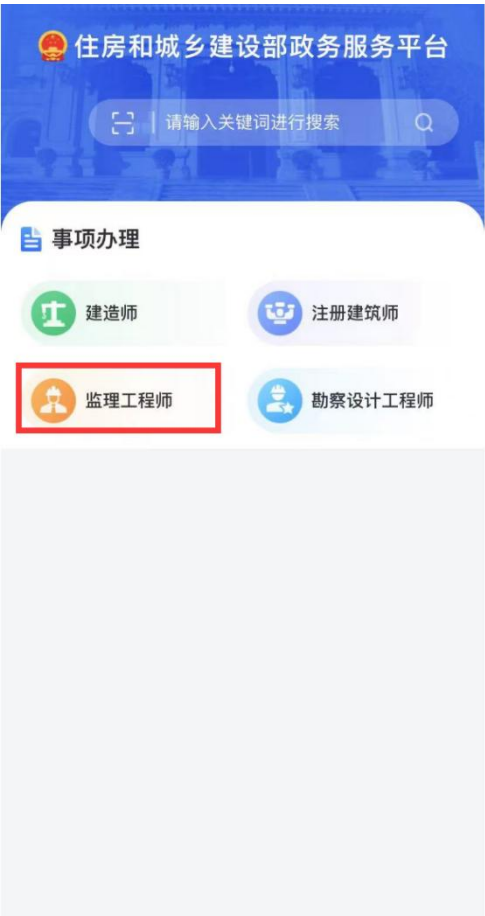 住房和城乡建设部政务服务平台
请输入关键词进行搜索
事项办理
建造师
注册建筑师
监理工程师
勘察设计工程师